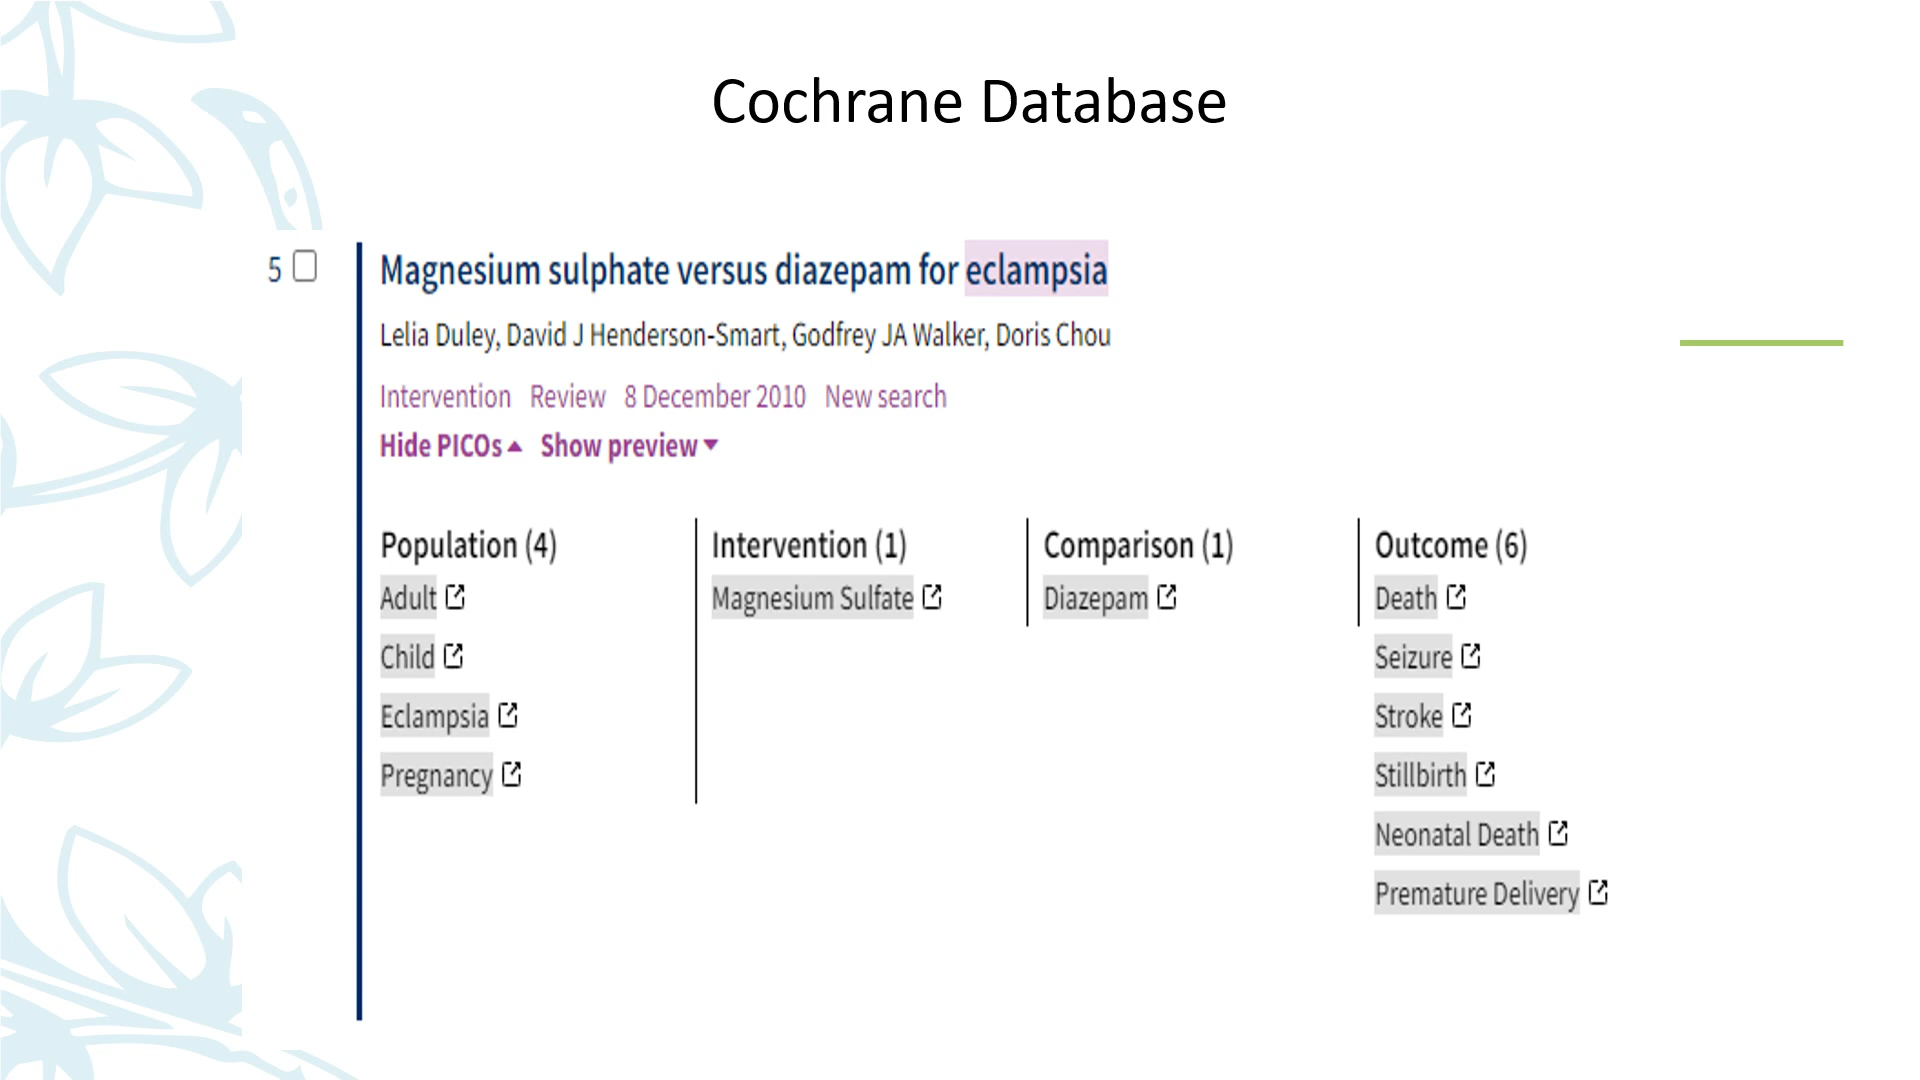 Cochrane Database
5
Magnesium sulphate versus diazepam for eclampsia
Lelia Duley, David J Henderson-Smart, Godfrey JA Walker, Doris Chou
Intervention Review 8 December 2010 New search
Hide PICOs Show preview
Population (4)
Adult
Child
Eclampsia
Pregnancy
Intervention (1)
Magnesium Sulfate
Comparison (1)
Diazepam
Outcome (6)
Death
Seizure
Stroke
Stillbirth
Neonatal Death
Premature Delivery